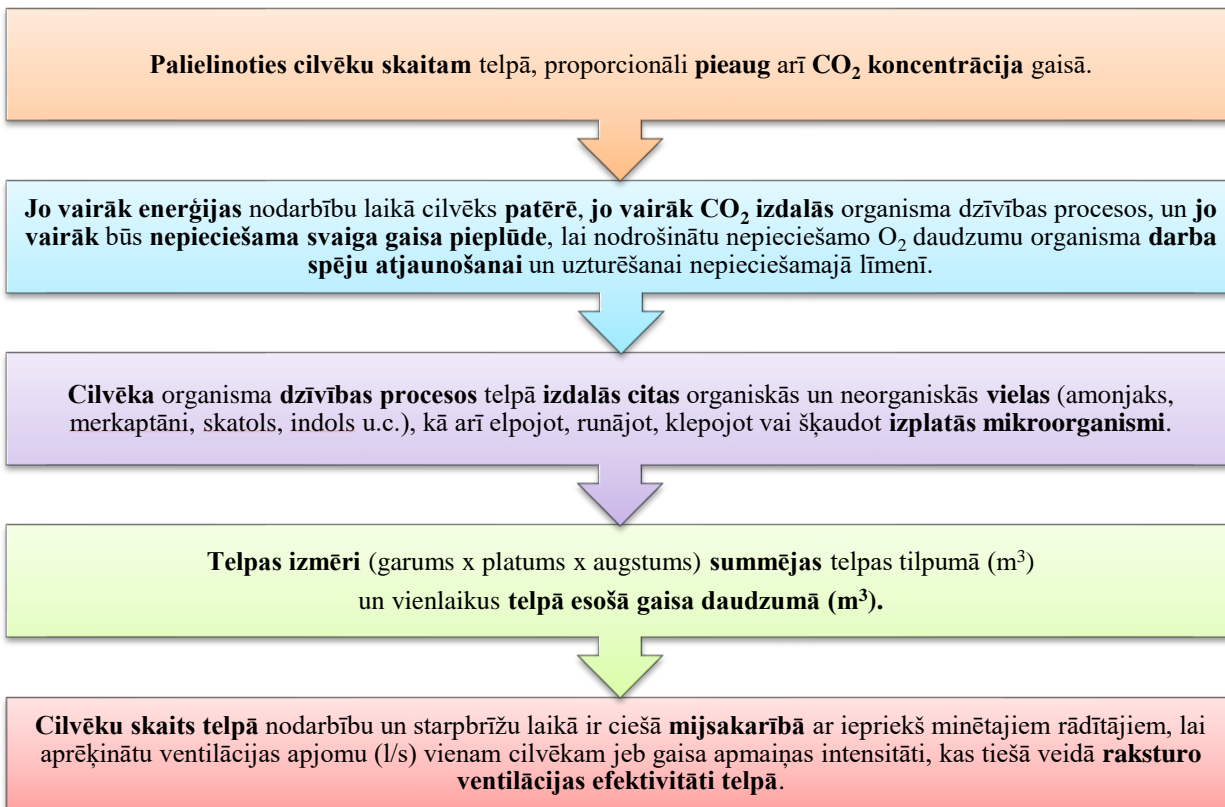 Palielinoties cilvēku skaitam telpā, proporcionāli pieaug arī CO₂ koncentrācija gaisā.
Jo vairāk enerģijas nodarbību laikā cilvēks patērē, jo vairāk CO₂ izdalās organisma dzīvības procesos, un jo
vairāk būs nepieciešama svaiga gaisa pieplūde, lai nodrošinātu nepieciešamo O₂ daudzumu organisma darba
spēju atjaunošanai un uzturēšanai nepieciešamajā līmenī.
Cilvēka organisma dzīvības procesos telpā izdalās citas organiskās un neorganiskās vielas (amonjaks,
merkaptāni, skatols, indols u.c.), kā arī elpojot, runājot, klepojot vai šķaudot izplatās mikroorganismi.
Telpas izmēri (garums x platums x augstums) summējas telpas tilpumā (m³)
un vienlaikus telpā esošā gaisa daudzumā (m³).
Cilvēku skaits telpā nodarbību un starpbrīžu laikā ir ciešā mijsakarībā ar iepriekš minētajiem rādītājiem, lai
aprēķinātu ventilācijas apjomu (l/s) vienam cilvēkam jeb gaisa apmaiņas intensitāti, kas tiešā veidā raksturo
ventilācijas efektivitāti telpā.